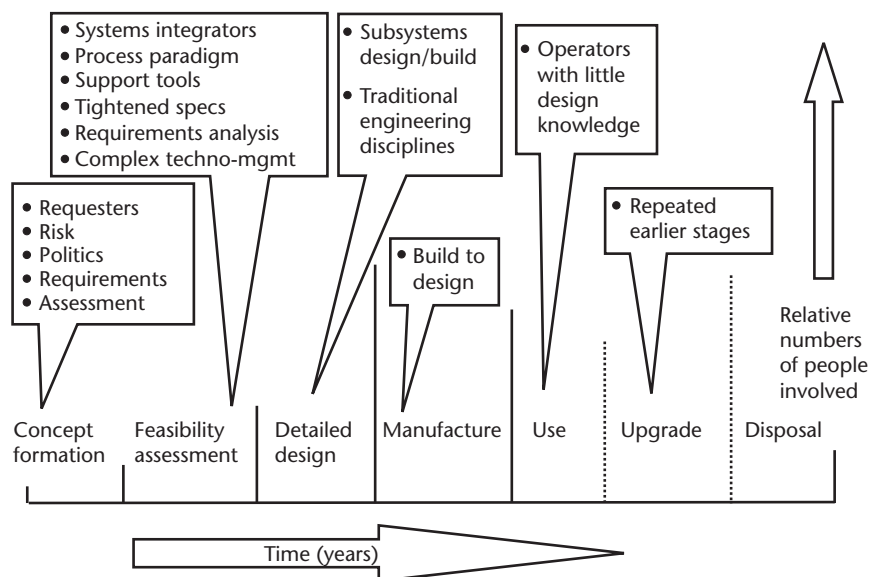 • Systems integrators
• Process paradigm
• Support tools
• Tightened specs
• Requirements analysis
• Complex techno-mgmt
• Subsystems
design/build
• Traditional
engineering
disciplines
• Operators
with little
design
knowledge
• Requesters
• Risk
• Politics
• Requirements
• Assessment
• Build to
design
• Repeated
earlier stages
Relative
numbers
of people
involved
Concept
formation
Feasibility
assessment
Detailed
design
Manufacture
Use
Upgrade
Disposal
Time (years)